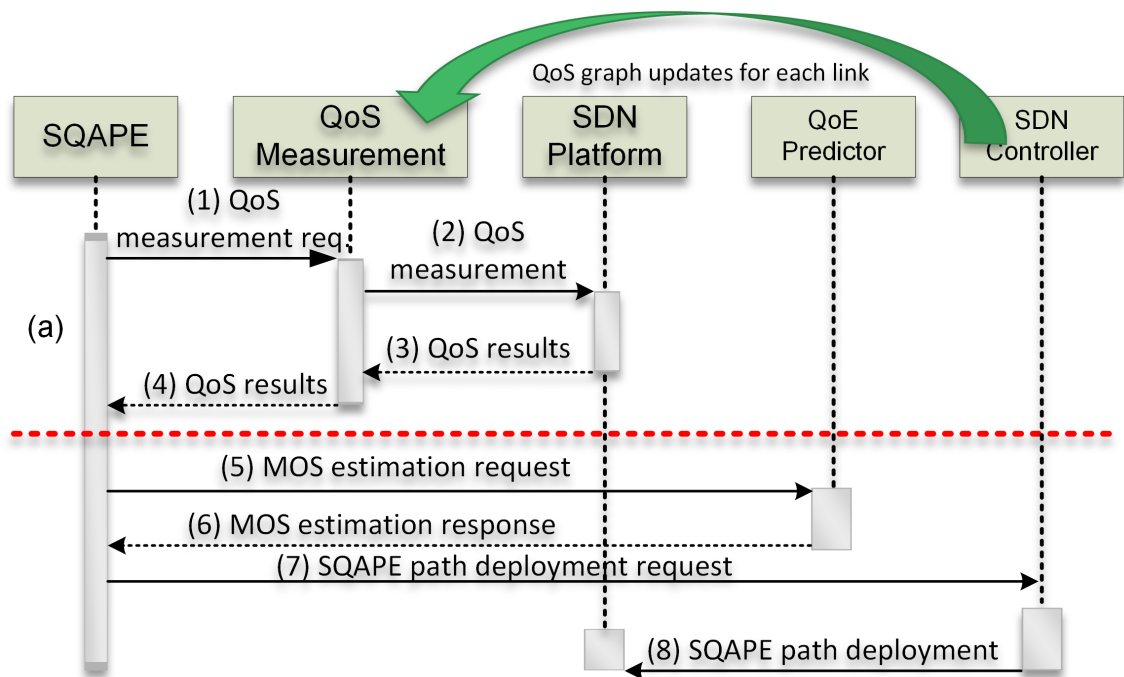 QoS graph updates for each link
SQAPE
QoS
Measurement
SDN
Platform
QoE
Predictor
SDN
Controller
(1) QoS
measurement req.
(2) QoS
measurement
(a)
(3) QoS results
(4) QoS results
(5) MOS estimation request
(6) MOS estimation response
(7) SQAPE path deployment request
(8) SQAPE path deployment